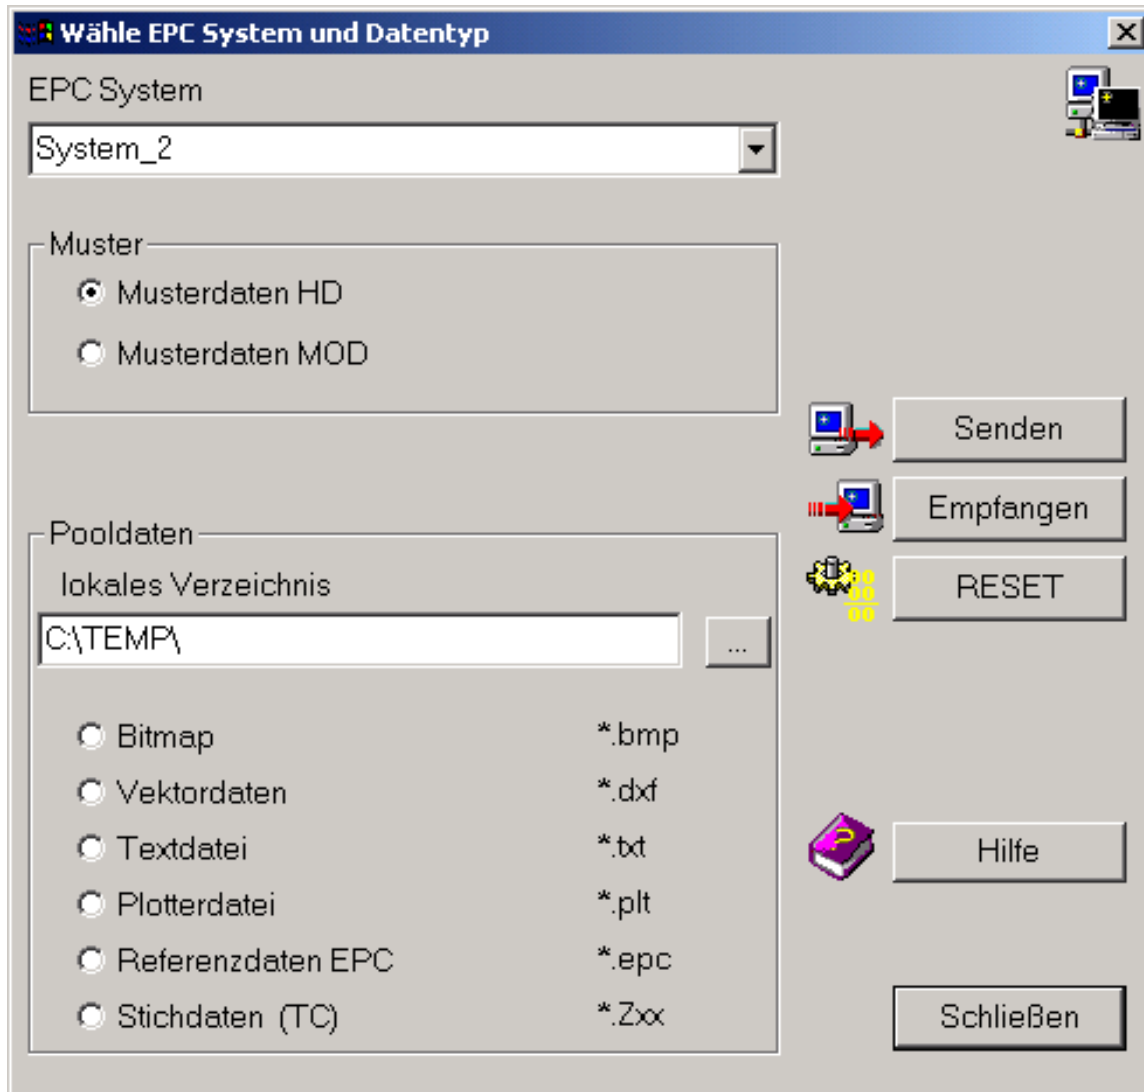 Wähle EPC System und Datentyp
EPC System
System_2
Muster
Musterdaten HD
Musterdaten MOD
Senden
Empfangen
RESET
Pooldaten
lokales Verzeichnis
C:\TEMP\
...
Bitmap *.bmp
Vektordaten *.dxf
Textdatei *.txt
Plotterdatei *.plt
Referenzdaten EPC *.epc
Stichdaten (TC) *.Zxx
Hilfe
Schließen